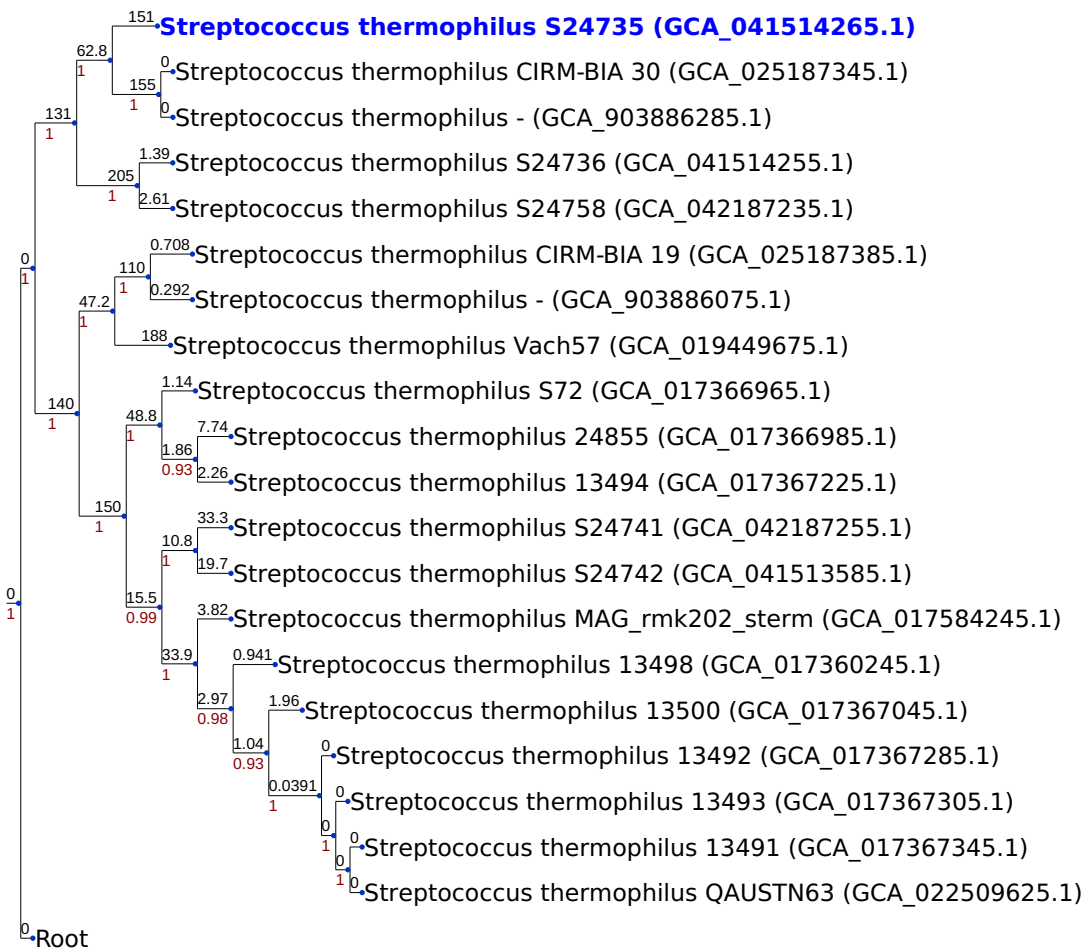 151
Streptococcus thermophilus S24735 (GCA_041514265.1)
62.8
1
0
Streptococcus thermophilus CIRM-BIA 30 (GCA_025187345.1)
155
1
0
Streptococcus thermophilus - (GCA_903886285.1)
131
1
1.39
Streptococcus thermophilus S24736 (GCA_041514255.1)
205
1
2.61
Streptococcus thermophilus S24758 (GCA_042187235.1)
0
1
0.708
Streptococcus thermophilus CIRM-BIA 19 (GCA_025187385.1)
110
1
0.292
Streptococcus thermophilus - (GCA_903886075.1)
47.2
1
188
Streptococcus thermophilus Vach57 (GCA_019449675.1)
140
1
1.14
Streptococcus thermophilus S72 (GCA_017366965.1)
48.8
1
7.74
Streptococcus thermophilus 24855 (GCA_017366985.1)
1.86
0.93
2.26
Streptococcus thermophilus 13494 (GCA_017367225.1)
150
1
33.3
Streptococcus thermophilus S24741 (GCA_042187255.1)
10.8
1
19.7
Streptococcus thermophilus S24742 (GCA_041513585.1)
0
1
15.5
0.99
3.82
Streptococcus thermophilus MAG_rmk202_sterm (GCA_017584245.1)
33.9
1
0.941
Streptococcus thermophilus 13498 (GCA_017360245.1)
2.97
0.98
1.96
Streptococcus thermophilus 13500 (GCA_017367045.1)
1.04
0.93
0
Streptococcus thermophilus 13492 (GCA_017367285.1)
0.0391
1
0
Streptococcus thermophilus 13493 (GCA_017367305.1)
0
1
0
Streptococcus thermophilus 13491 (GCA_017367345.1)
0
1
0
Streptococcus thermophilus QAUSTN63 (GCA_022509625.1)
0
Root